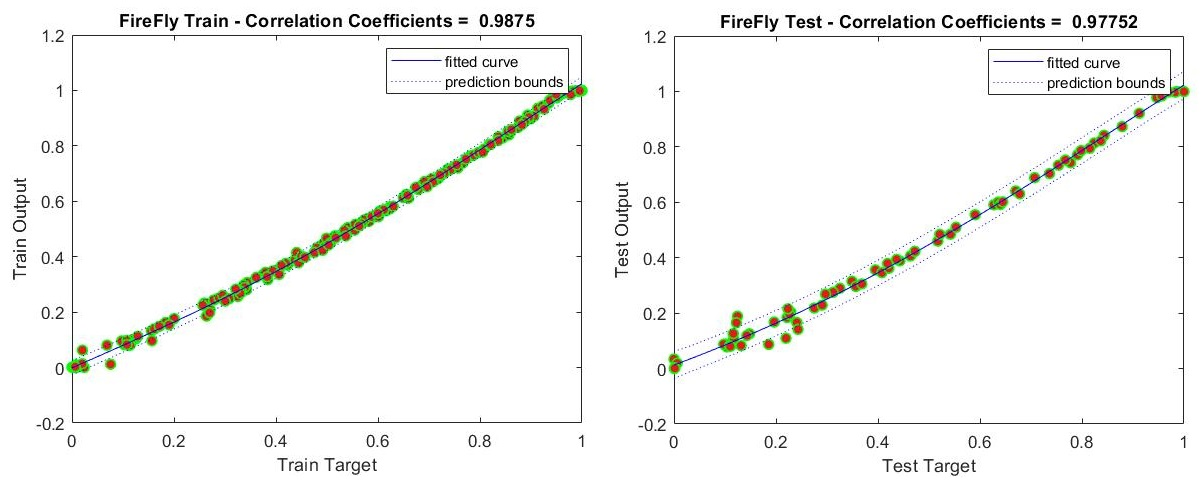 FireFly Train - Correlation Coefficients =  0.9875
fitted curve
prediction bounds
1.2
1
0.8
0.6
0.4
0.2
0
-0.2
0
0.2
0.4
0.6
0.8
1
Train Output
Train Target
FireFly Test - Correlation Coefficients =  0.97752
fitted curve
prediction bounds
1.2
1
0.8
0.6
0.4
0.2
0
-0.2
0
0.2
0.4
0.6
0.8
1
Test Output
Test Target